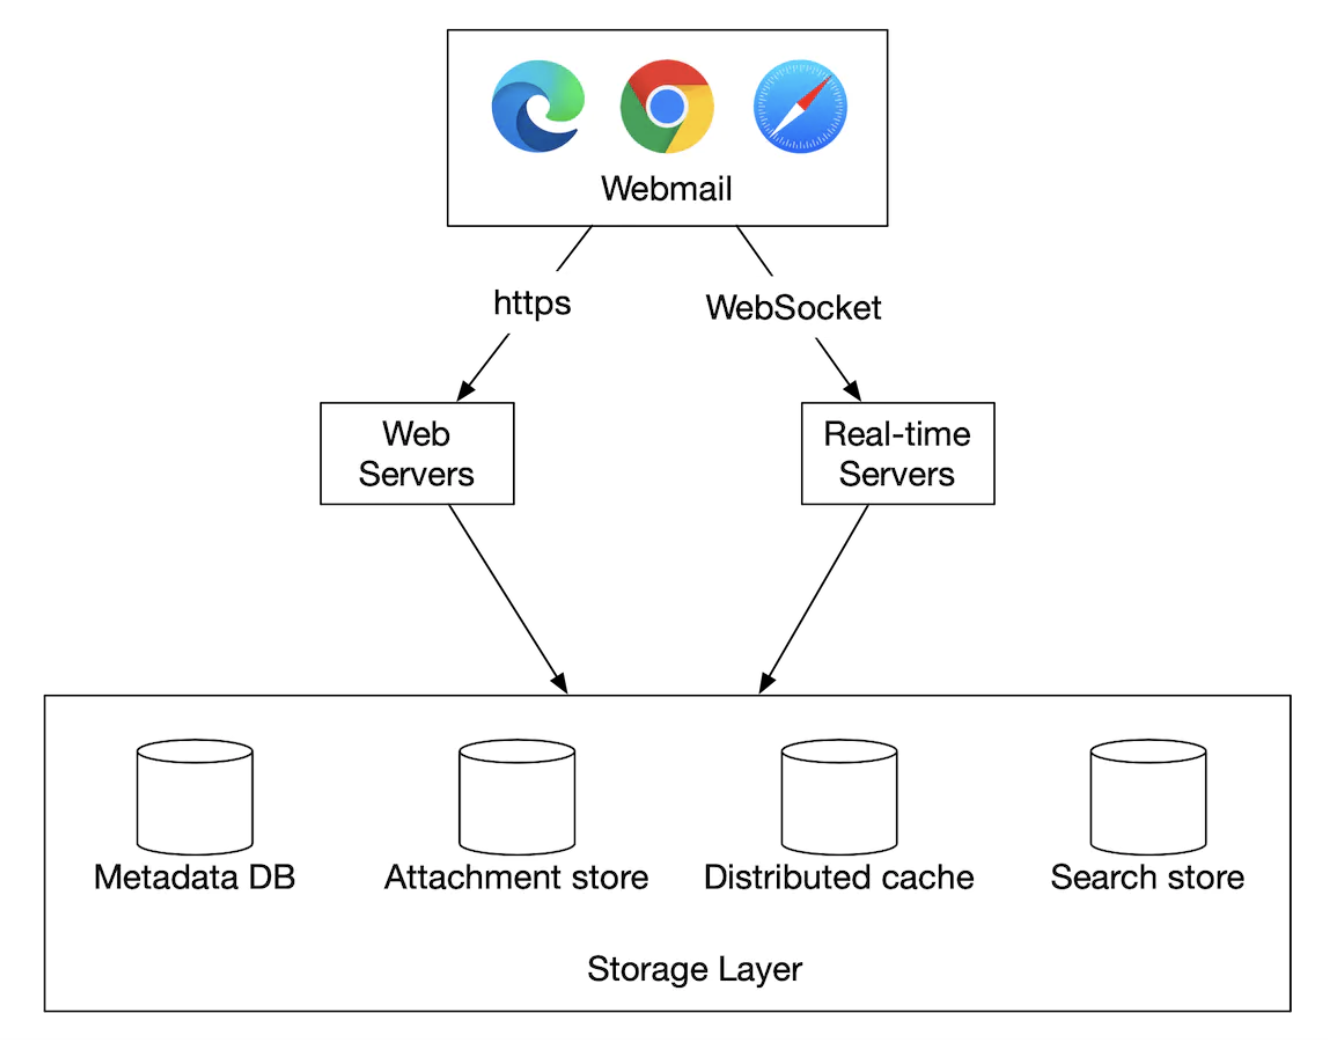 Webmail
https
WebSocket
Web
Servers
Real-time
Servers
Metadata DB
Attachment store
Distributed cache
Search store
Storage Layer